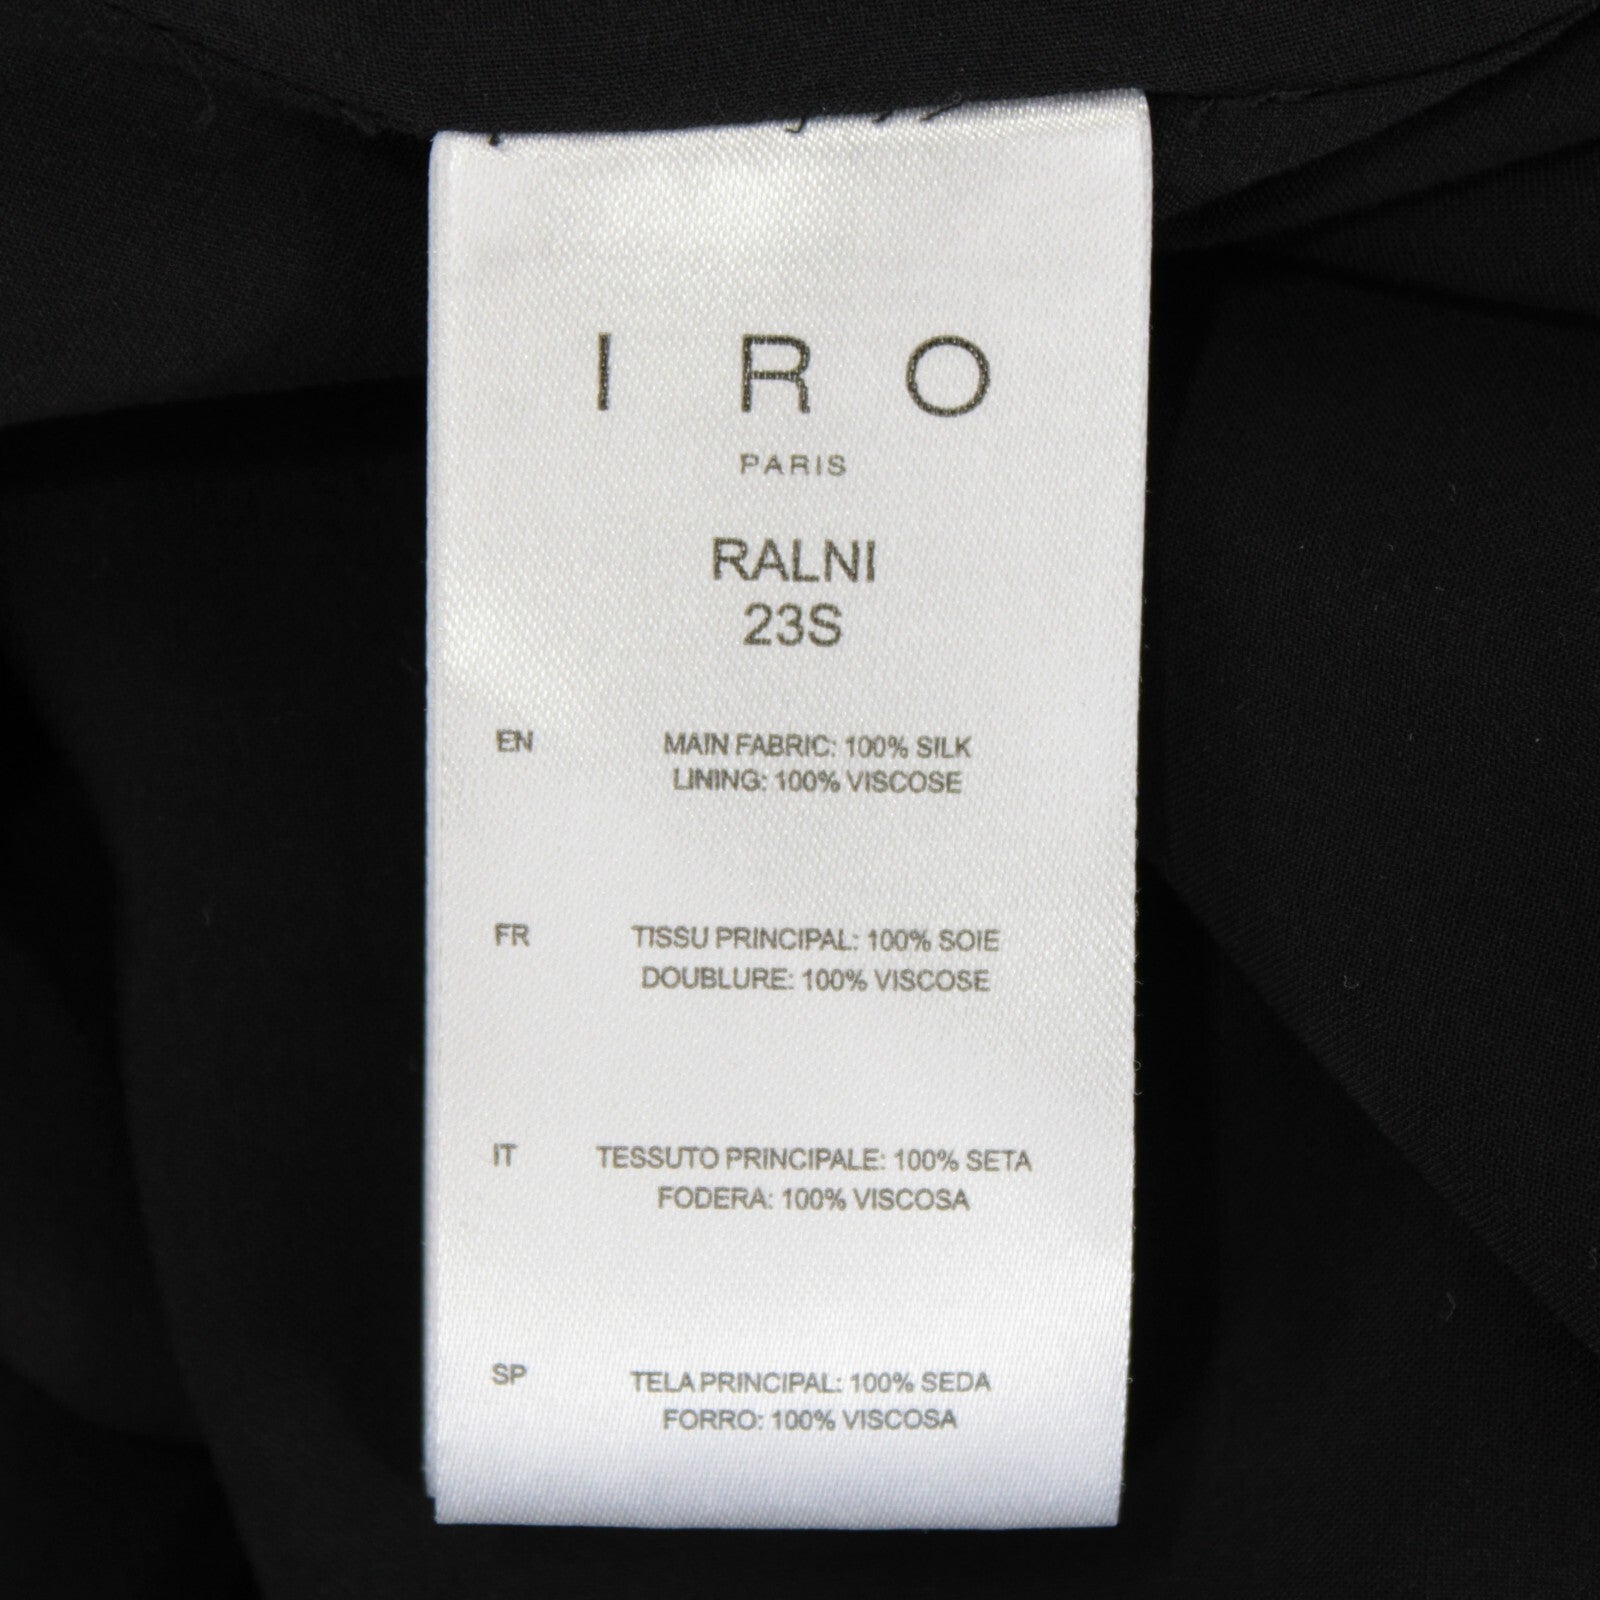 IRO
PARIS
RALNI
23S
EN MAIN FABRIC: 100% SILK
LINING: 100% VISCOSE
FR TISSU PRINCIPAL: 100% SOIE
DOUBLURE: 100% VISCOSE
IT TESSUTO PRINCIPALE: 100% SETA
FODERA: 100% VISCOSA
SP TELA PRINCIPAL: 100% SEDA
FORRO: 100% VISCOSA